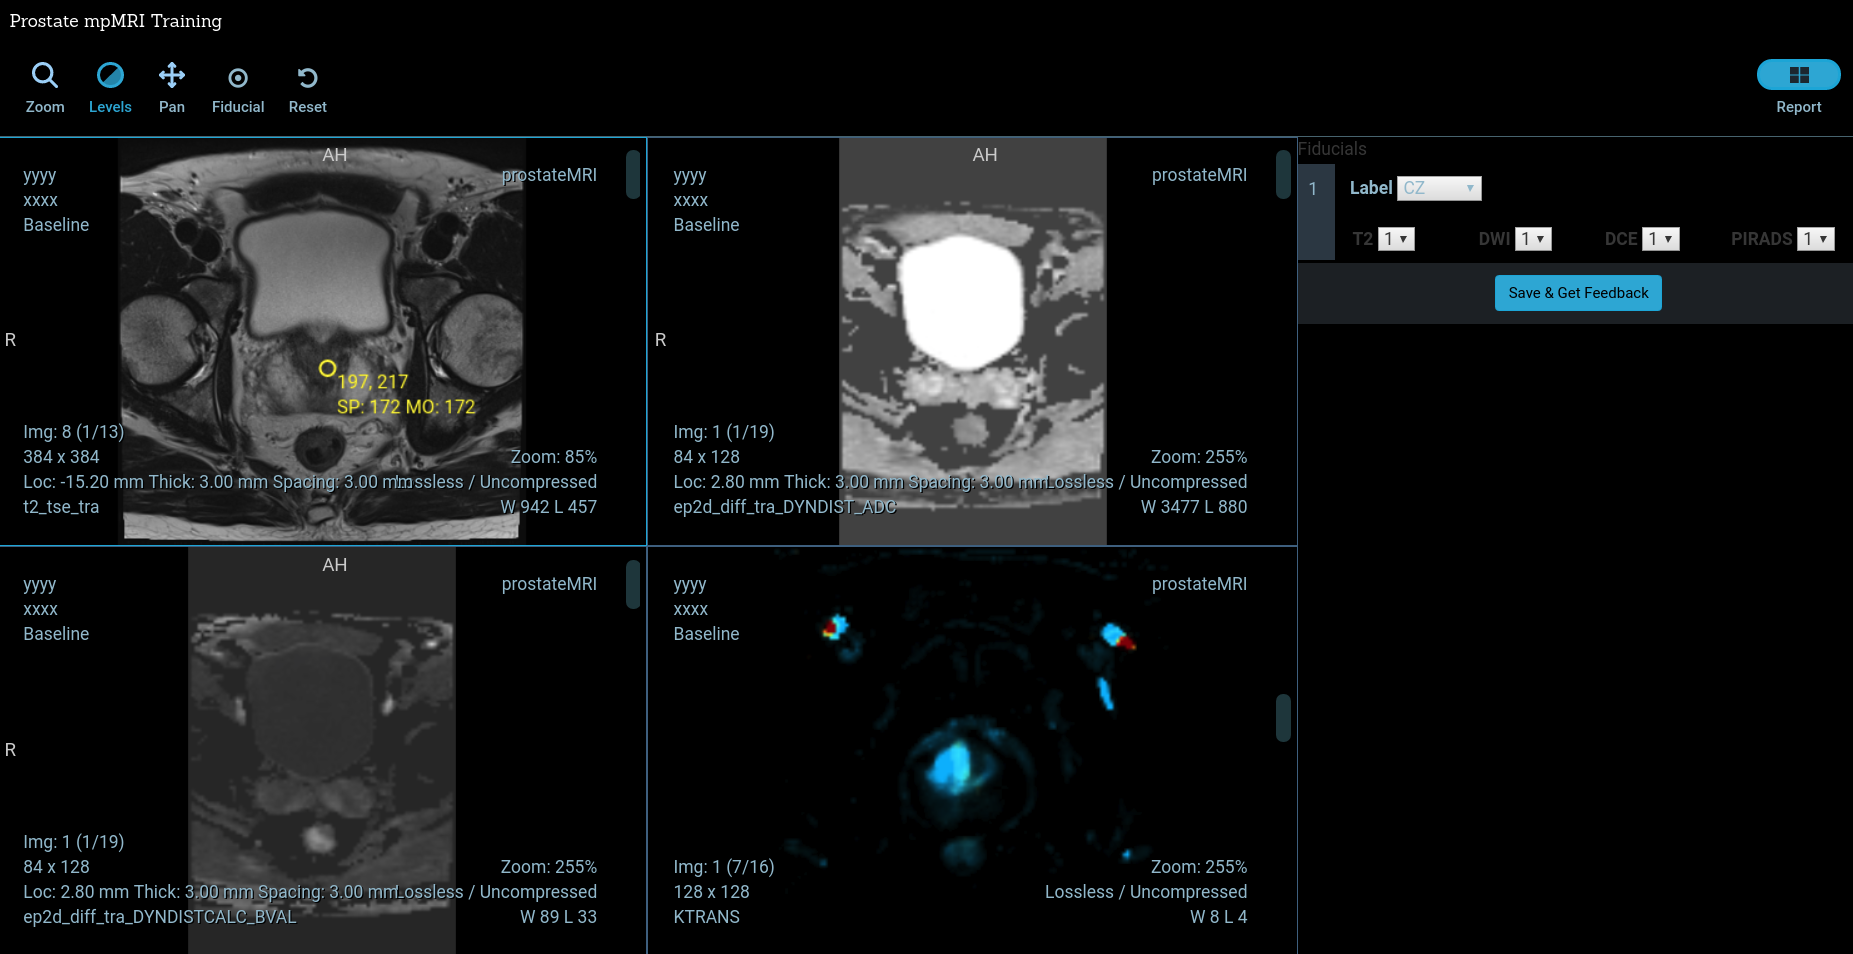 Prostate mpMRI Training
Zoom Levels Pan Fiducial Reset Report
AH
yyyy prostateMRI
xxxx
Baseline
R
197, 217
SP: 172 MO: 172
Img: 8 (1/13)
384 x 384 Zoom: 85%
Loc: -15.20 mm Thick: 3.00 mm Spacing: 3.00 mm Lossless / Uncompressed
t2_tse_tra W 942 L 457
AH
yyyy prostateMRI
xxxx
Baseline
R
Img: 1 (1/19)
84 x 128 Zoom: 255%
Loc: 2.80 mm Thick: 3.00 mm Spacing: 3.00 mm Lossless / Uncompressed
ep2d_diff_tra_DYNDIST_ADC W 3477 L 880
Fiducials
1 Label CZ
T2 1 DWI 1 DCE 1 PIRADS 1
Save & Get Feedback
AH
yyyy prostateMRI
xxxx
Baseline
R
Img: 1 (1/19)
84 x 128 Zoom: 255%
Loc: 2.80 mm Thick: 3.00 mm Spacing: 3.00 mm Lossless / Uncompressed
ep2d_diff_tra_DYNDISTCALC_BVAL W 89 L 33
yyyy prostateMRI
xxxx
Baseline
Img: 1 (7/16) Zoom: 255%
128 x 128 Lossless / Uncompressed
KTRANS W 8 L 4